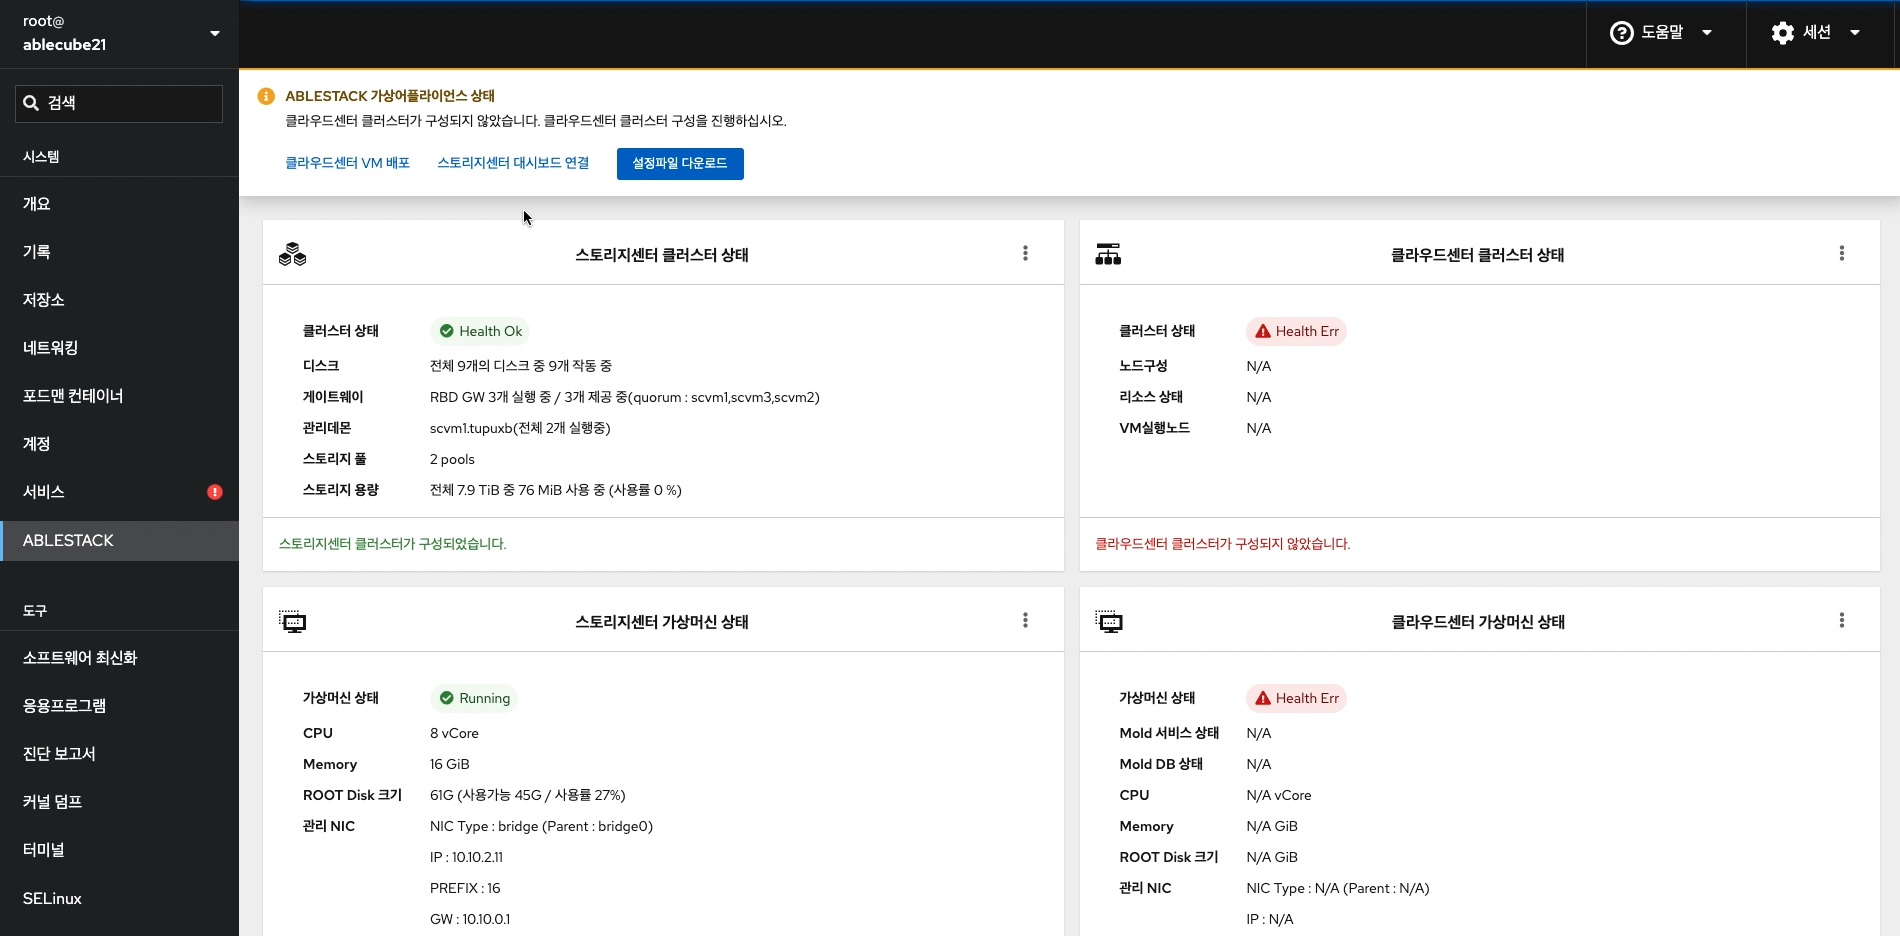 root@
ablecube21
도움말
세션
검색
시스템
개요
기록
저장소
네트워킹
포드맨 컨테이너
계정
서비스
ABLESTACK
도구
소프트웨어 최신화
응용프로그램
진단 보고서
커널 덤프
터미널
SELinux
ABLESTACK 가상어플라이언스 상태
클라우드센터 클러스터가 구성되지 않았습니다. 클라우드센터 클러스터 구성을 진행하십시오.
클라우드센터 VM 배포
스토리지센터 대시보드 연결
설정파일 다운로드
스토리지센터 클러스터 상태
클러스터 상태 Health Ok
디스크 전체 9개의 디스크 중 9개 작동 중
게이트웨이 RBD GW 3개 실행 중 / 3개 제공 중(quorum : scvm1,scvm3,scvm2)
관리데몬 scvm1.tupuxb(전체 2개 실행중)
스토리지 풀 2 pools
스토리지 용량 전체 7.9 TiB 중 76 MiB 사용 중 (사용률 0 %)
스토리지센터 클러스터가 구성되었습니다.
클라우드센터 클러스터 상태
클러스터 상태 Health Err
노드구성 N/A
리소스 상태 N/A
VM실행노드 N/A
클라우드센터 클러스터가 구성되지 않았습니다.
스토리지센터 가상머신 상태
가상머신 상태 Running
CPU 8 vCore
Memory 16 GiB
ROOT Disk 크기 61G (사용가능 45G / 사용률 27%)
관리 NIC NIC Type : bridge (Parent : bridge0)
IP : 10.10.2.11
PREFIX : 16
GW : 10.10.0.1
클라우드센터 가상머신 상태
가상머신 상태 Health Err
Mold 서비스 상태 N/A
Mold DB 상태 N/A
CPU N/A vCore
Memory N/A GiB
ROOT Disk 크기 N/A GiB
관리 NIC NIC Type : N/A (Parent : N/A)
IP : N/A